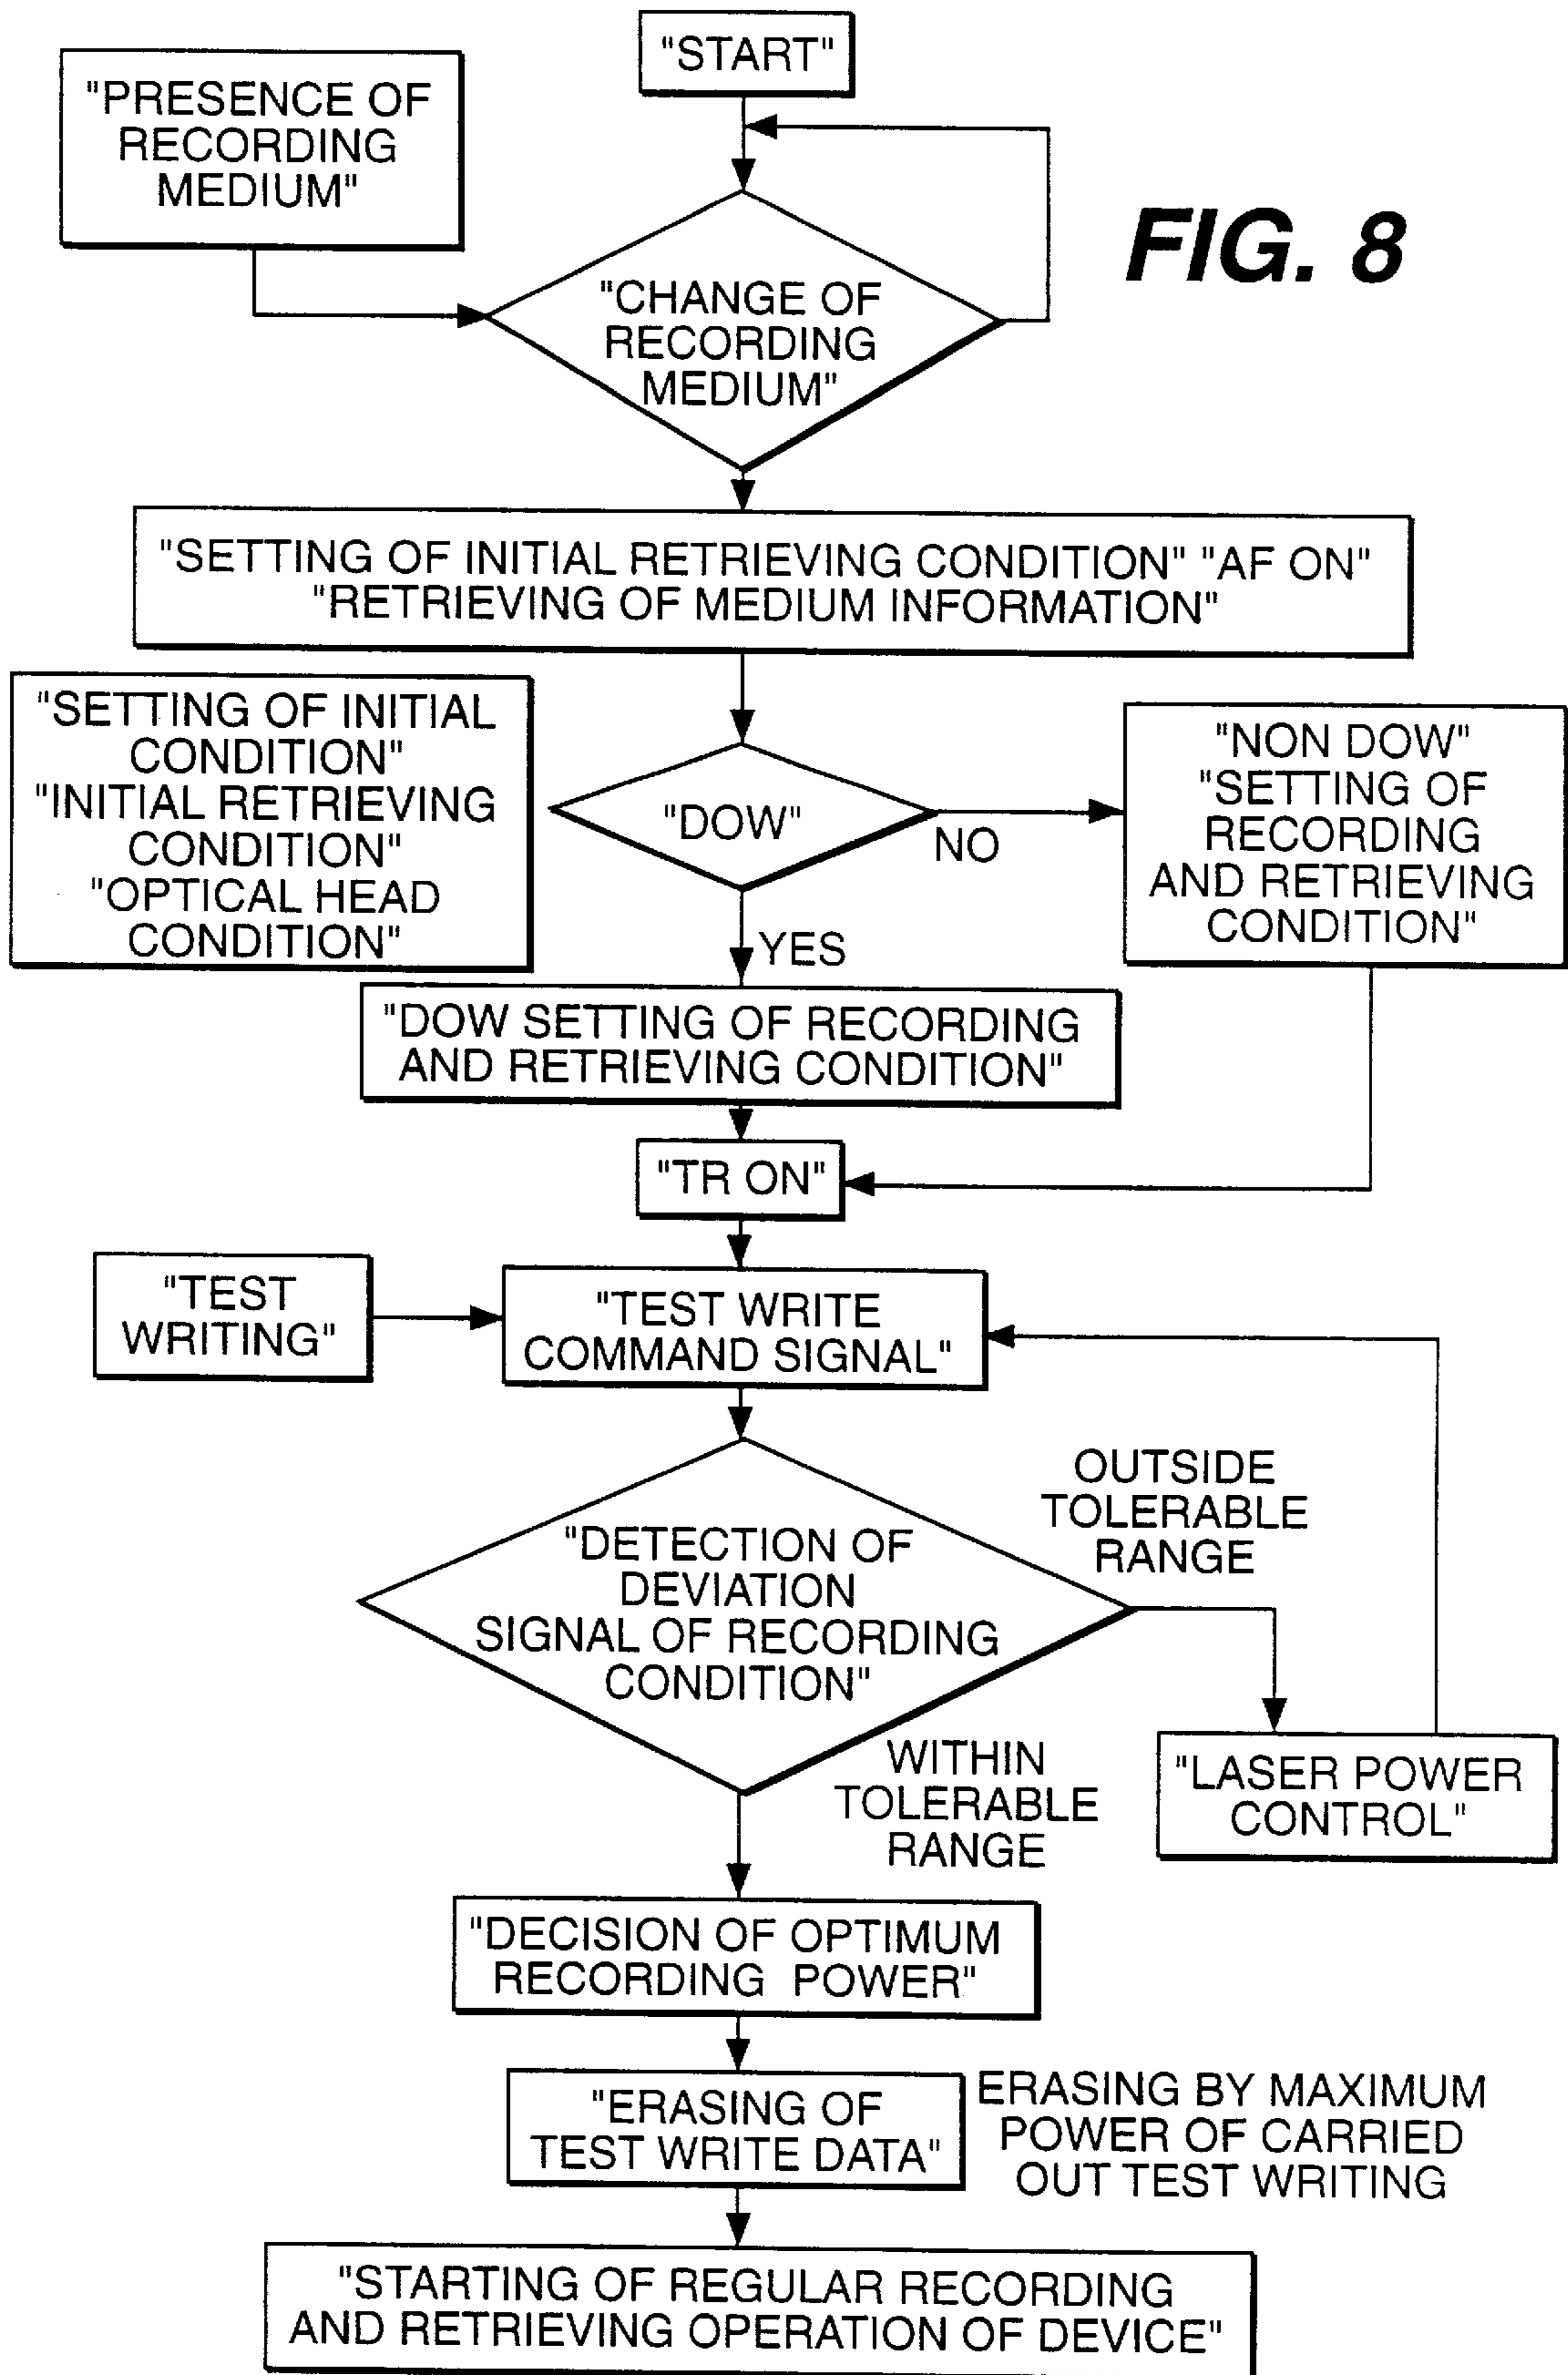 "START"
"PRESENCE OF
RECORDING
MEDIUM"
FIG. 8
"CHANGE OF
RECORDING
MEDIUM"
"SETTING OF INITIAL RETRIEVING CONDITION" "AF ON"
"RETRIEVING OF MEDIUM INFORMATION"
"SETTING OF INITIAL
CONDITION"
"INITIAL RETRIEVING
CONDITION"
"OPTICAL HEAD
CONDITION"
"DOW"
NO
"NON DOW"
"SETTING OF
RECORDING
AND RETRIEVING
CONDITION"
YES
"DOW SETTING OF RECORDING
AND RETRIEVING CONDITION"
"TR ON"
"TEST
WRITING"
"TEST WRITE
COMMAND SIGNAL"
"DETECTION OF
DEVIATION
SIGNAL OF RECORDING
CONDITION"
OUTSIDE
TOLERABLE
RANGE
"LASER POWER
CONTROL"
WITHIN
TOLERABLE
RANGE
"DECISION OF OPTIMUM
RECORDING POWER"
"ERASING OF
TEST WRITE DATA"
ERASING BY MAXIMUM
POWER OF CARRIED
OUT TEST WRITING
"STARTING OF REGULAR RECORDING
AND RETRIEVING OPERATION OF DEVICE"